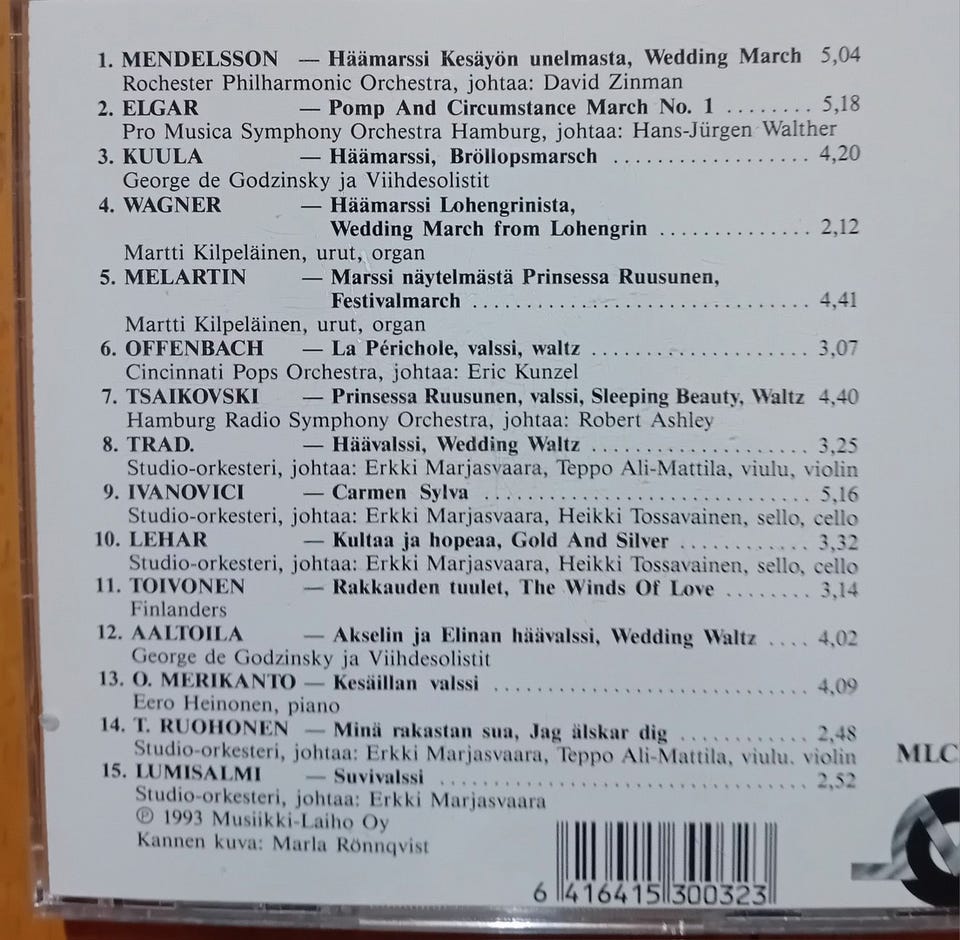 1. MENDELSSON — Häämarssi Kesäyön unelmasta, Wedding March 5,04
Rochester Philharmonic Orchestra, johtaa: David Zinman
2. ELGAR — Pomp And Circumstance March No. 1 ........ 5,18
Pro Musica Symphony Orchestra Hamburg, johtaa: Hans-Jürgen Walther
3. KUULA — Häämarssi, Bröllopsmarsch .................. 4,20
George de Godzinsky ja Viihdesolistit
4. WAGNER — Häämarssi Lohengrinista,
Wedding March from Lohengrin .............. 2,12
Martti Kilpeläinen, urut, organ
5. MELARTIN — Marssi näytelmästä Prinsessa Ruusunen,
Festivalmarch ............................... 4,41
Martti Kilpeläinen, urut, organ
6. OFFENBACH — La Périchole, valssi, waltz .................... 3,07
Cincinnati Pops Orchestra, johtaa: Eric Kunzel
7. TSAIKOVSKI — Prinsessa Ruusunen, valssi, Sleeping Beauty, Waltz 4,40
Hamburg Radio Symphony Orchestra, johtaa: Robert Ashley
8. TRAD. — Häävalssi, Wedding Waltz .................... 3,25
Studio-orkesteri, johtaa: Erkki Marjasvaara, Teppo Ali-Mattila, viulu, violin
9. IVANOVICI — Carmen Sylva .............................. 5,16
Studio-orkesteri, johtaa: Erkki Marjasvaara, Heikki Tossavainen, sello, cello
10. LEHAR — Kultaa ja hopeaa, Gold And Silver ............ 3,32
Studio-orkesteri, johtaa: Erkki Marjasvaara, Heikki Tossavainen, sello, cello
11. TOIVONEN — Rakkauden tuulet, The Winds Of Love ........ 3,14
Finlanders
12. AALTOILA — Akselin ja Elinan häävalssi, Wedding Waltz .... 4,02
George de Godzinsky ja Viihdesolistit
13. O. MERIKANTO — Kesäillan valssi ............................. 4,09
Eero Heinonen, piano
14. T. RUOHONEN — Minä rakastan sua, Jag älskar dig ............ 2,48
Studio-orkesteri, johtaa: Erkki Marjasvaara, Teppo Ali-Mattila, viulu, violin
15. LUMISALMI — Suvivalssi .................................. 2,52
Studio-orkesteri, johtaa: Erkki Marjasvaara
℗ 1993 Musiikki-Laiho Oy
Kannen kuva: Marla Rönnqvist
MLC
6 416415 300323